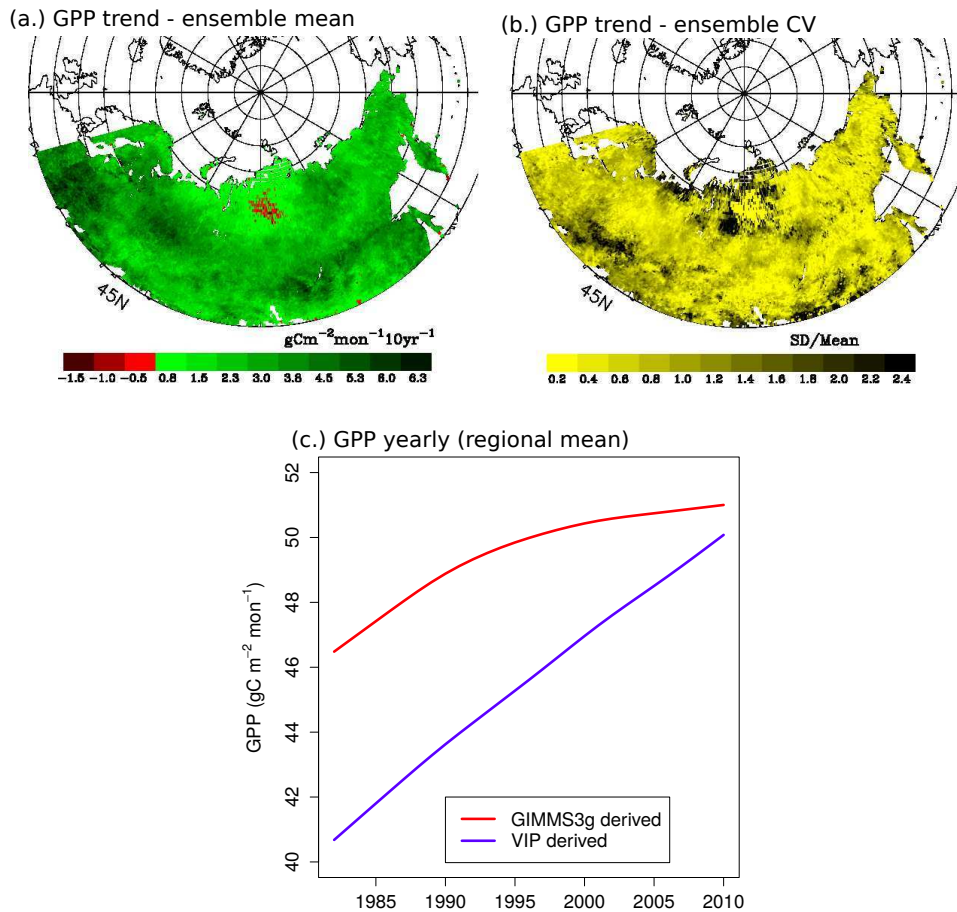 (a.) GPP trend - ensemble mean
45N
gCm⁻²mon⁻¹10yr⁻¹
−1.5 −1.0 −0.5 0.8 1.5 2.3 3.0 3.8 4.5 5.3 6.0 6.3
(b.) GPP trend - ensemble CV
45N
SD/Mean
0.2 0.4 0.6 0.8 1.0 1.2 1.4 1.6 1.8 2.0 2.2 2.4
(c.) GPP yearly (regional mean)
GPP (gC m⁻² mon⁻¹)
52
50
48
46
44
42
40
GIMMS3g derived
VIP derived
1985 1990 1995 2000 2005 2010